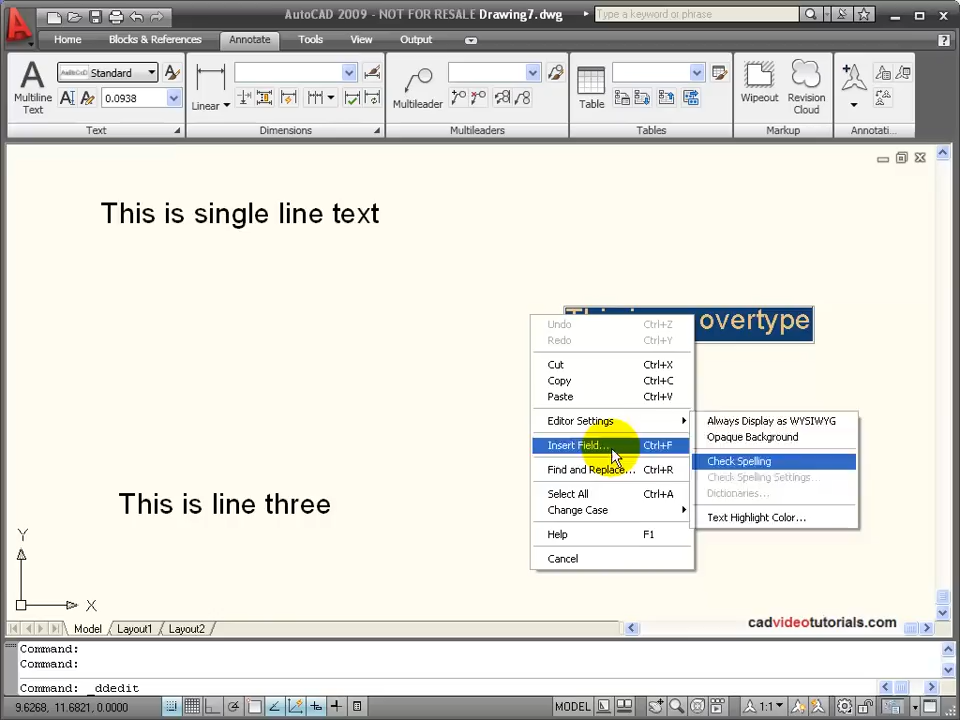 AutoCAD 2009 - NOT FOR RESALE Drawing7.dwg
Type a keyword or phrase
Home Blocks & References Annotate Tools View Output
Multiline Text
Standard
0.0938
Text
Linear
Dimensions
Multileader
Multileaders
Table
Tables
Wipeout
Revision Cloud
Markup
Annotati...
This is single line text
overtype
This is line three
Undo Ctrl+Z
Redo Ctrl+Y
Cut Ctrl+X
Copy Ctrl+C
Paste Ctrl+V
Editor Settings
Insert Field... Ctrl+F
Find and Replace... Ctrl+R
Select All Ctrl+A
Change Case
Help F1
Cancel
Always Display as WYSIWYG
Opaque Background
Check Spelling
Check Spelling Settings...
Dictionaries...
Text Highlight Color...
Y
X
Model Layout1 Layout2
cadvideotutorials.com
Command:
Command:
Command: _ddedit
9.6268, 11.6821, 0.0000
MODEL
1:1